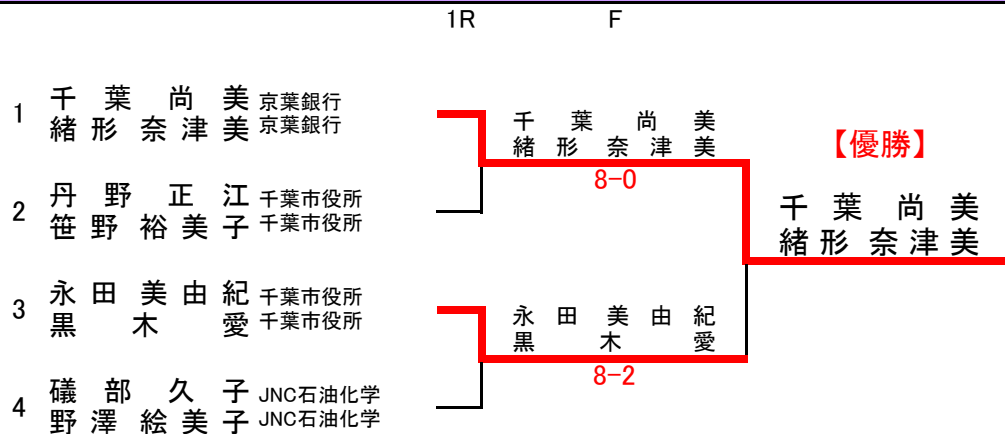 1R F
1 千葉尚美 京葉銀行
緒形奈津美 京葉銀行
千葉尚美
緒形奈津美
8-0
【優勝】
2 丹野正江 千葉市役所
笹野裕美子 千葉市役所
千葉尚美
緒形奈津美
3 永田美由紀 千葉市役所
黒木愛 千葉市役所
永田美由紀
黒木愛
8-2
4 磯部久子 JNC石油化学
野澤絵美子 JNC石油化学